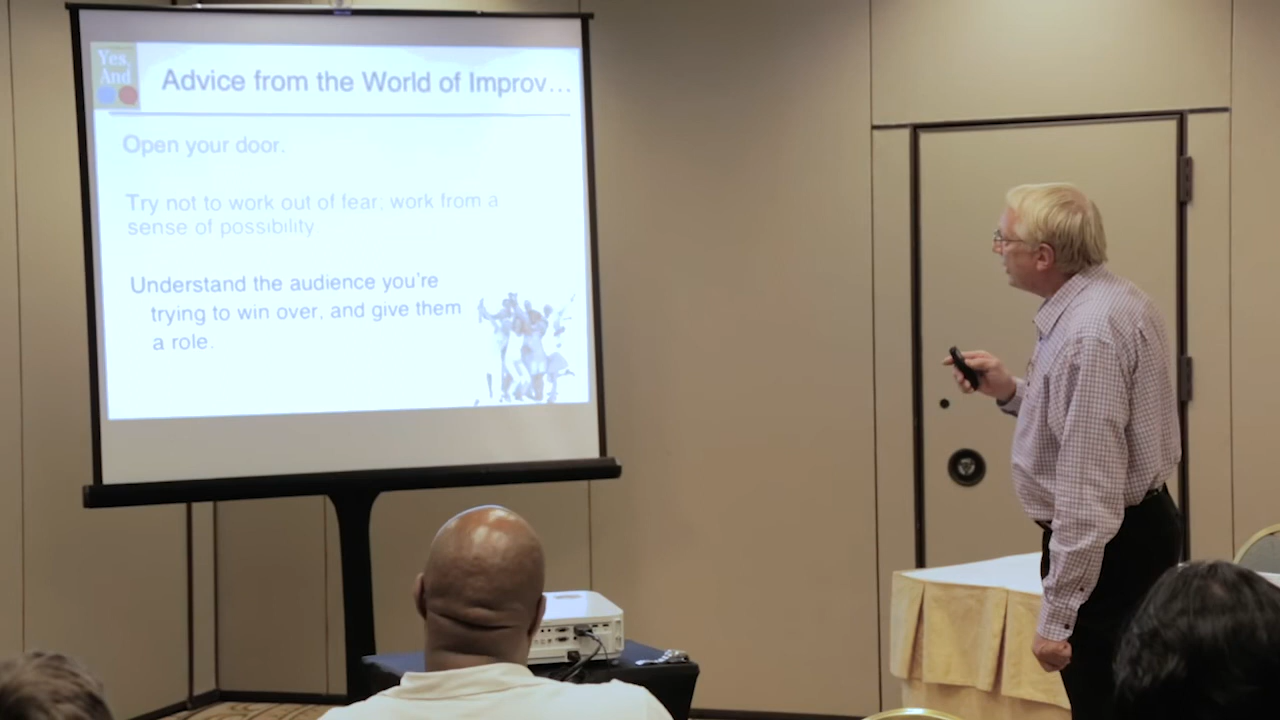 Yes,
And
Advice from the World of Improv...
Open your door.
Try not to work out of fear; work from a
sense of possibility
Understand the audience you're
trying to win over, and give them
a role.